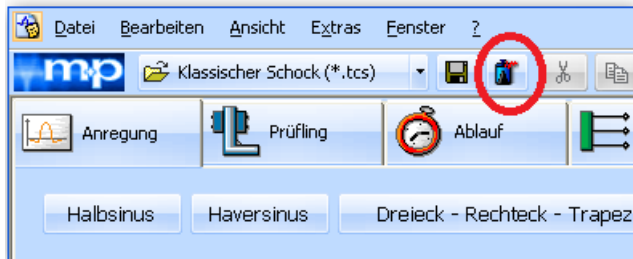 Datei Bearbeiten Ansicht Extras Fenster ?
m+p Klassischer Schock (*.tcs)
Anregung Prüfling Ablauf
Halbsinus Haversinus Dreieck - Rechteck - Trapez